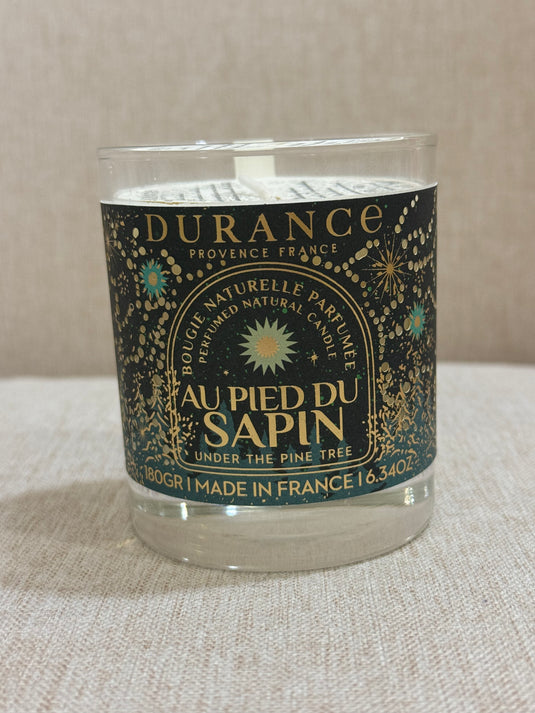 DURANCe
PROVENCE FRANCE
BOUGIE NATURELLE PARFUMÉE
PERFUMED NATURAL CANDLE
AU PIED DU
SAPIN
UNDER THE PINE TREE
180GR | MADE IN FRANCE | 6.34OZ